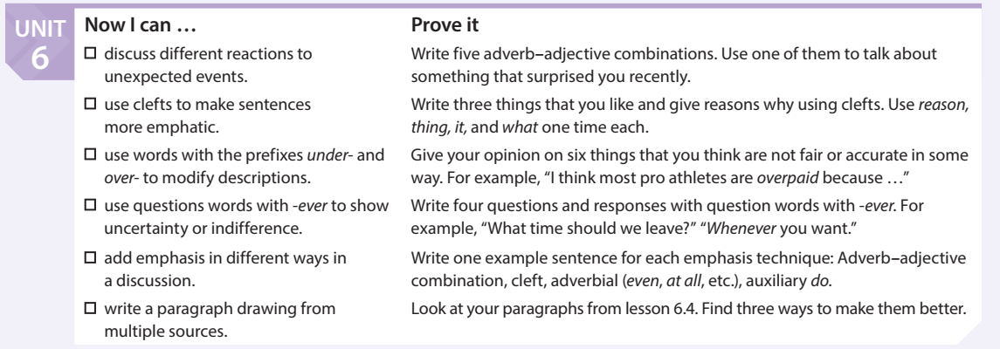 UNIT
6
Now I can …
Prove it
discuss different reactions to
unexpected events.
Write five adverb–adjective combinations. Use one of them to talk about
something that surprised you recently.
use clefts to make sentences
more emphatic.
Write three things that you like and give reasons why using clefts. Use reason,
thing, it, and what one time each.
use words with the prefixes under- and
over- to modify descriptions.
Give your opinion on six things that you think are not fair or accurate in some
way. For example, “I think most pro athletes are overpaid because …”
use questions words with -ever to show
uncertainty or indifference.
Write four questions and responses with question words with -ever. For
example, “What time should we leave?” “Whenever you want.”
add emphasis in different ways in
a discussion.
Write one example sentence for each emphasis technique: Adverb–adjective
combination, cleft, adverbial (even, at all, etc.), auxiliary do.
write a paragraph drawing from
multiple sources.
Look at your paragraphs from lesson 6.4. Find three ways to make them better.